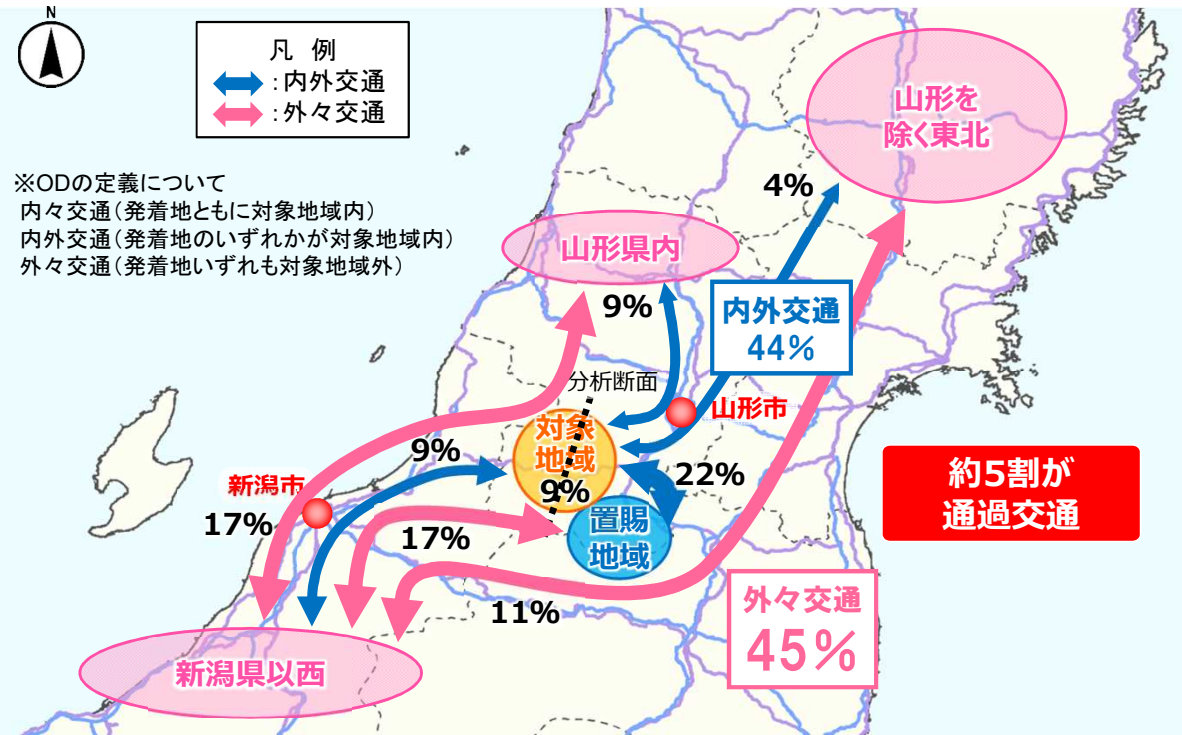 N
凡 例
:内外交通
:外々交通
※ODの定義について
内々交通(発着地ともに対象地域内)
内外交通(発着地のいずれかが対象地域内)
外々交通(発着地いずれも対象地域外)
山形を
除く東北
4%
山形県内
9%
内外交通
44%
分析断面
山形市
対象
地域
9%
22%
9%
新潟市
17%
17%
置賜
地域
11%
約5割が
通過交通
外々交通
45%
新潟県以西